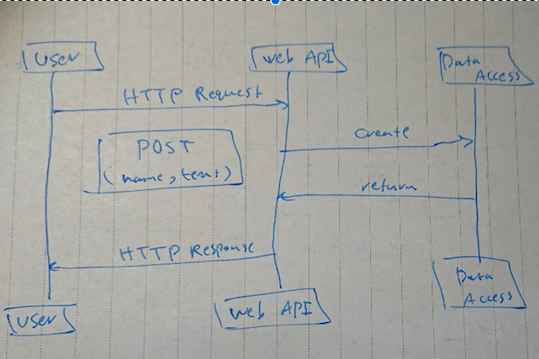 User
Web API
Data
Access
HTTP Request
Create
POST
(name, text)
return
HTTP Response
User
Web API
Data
Access